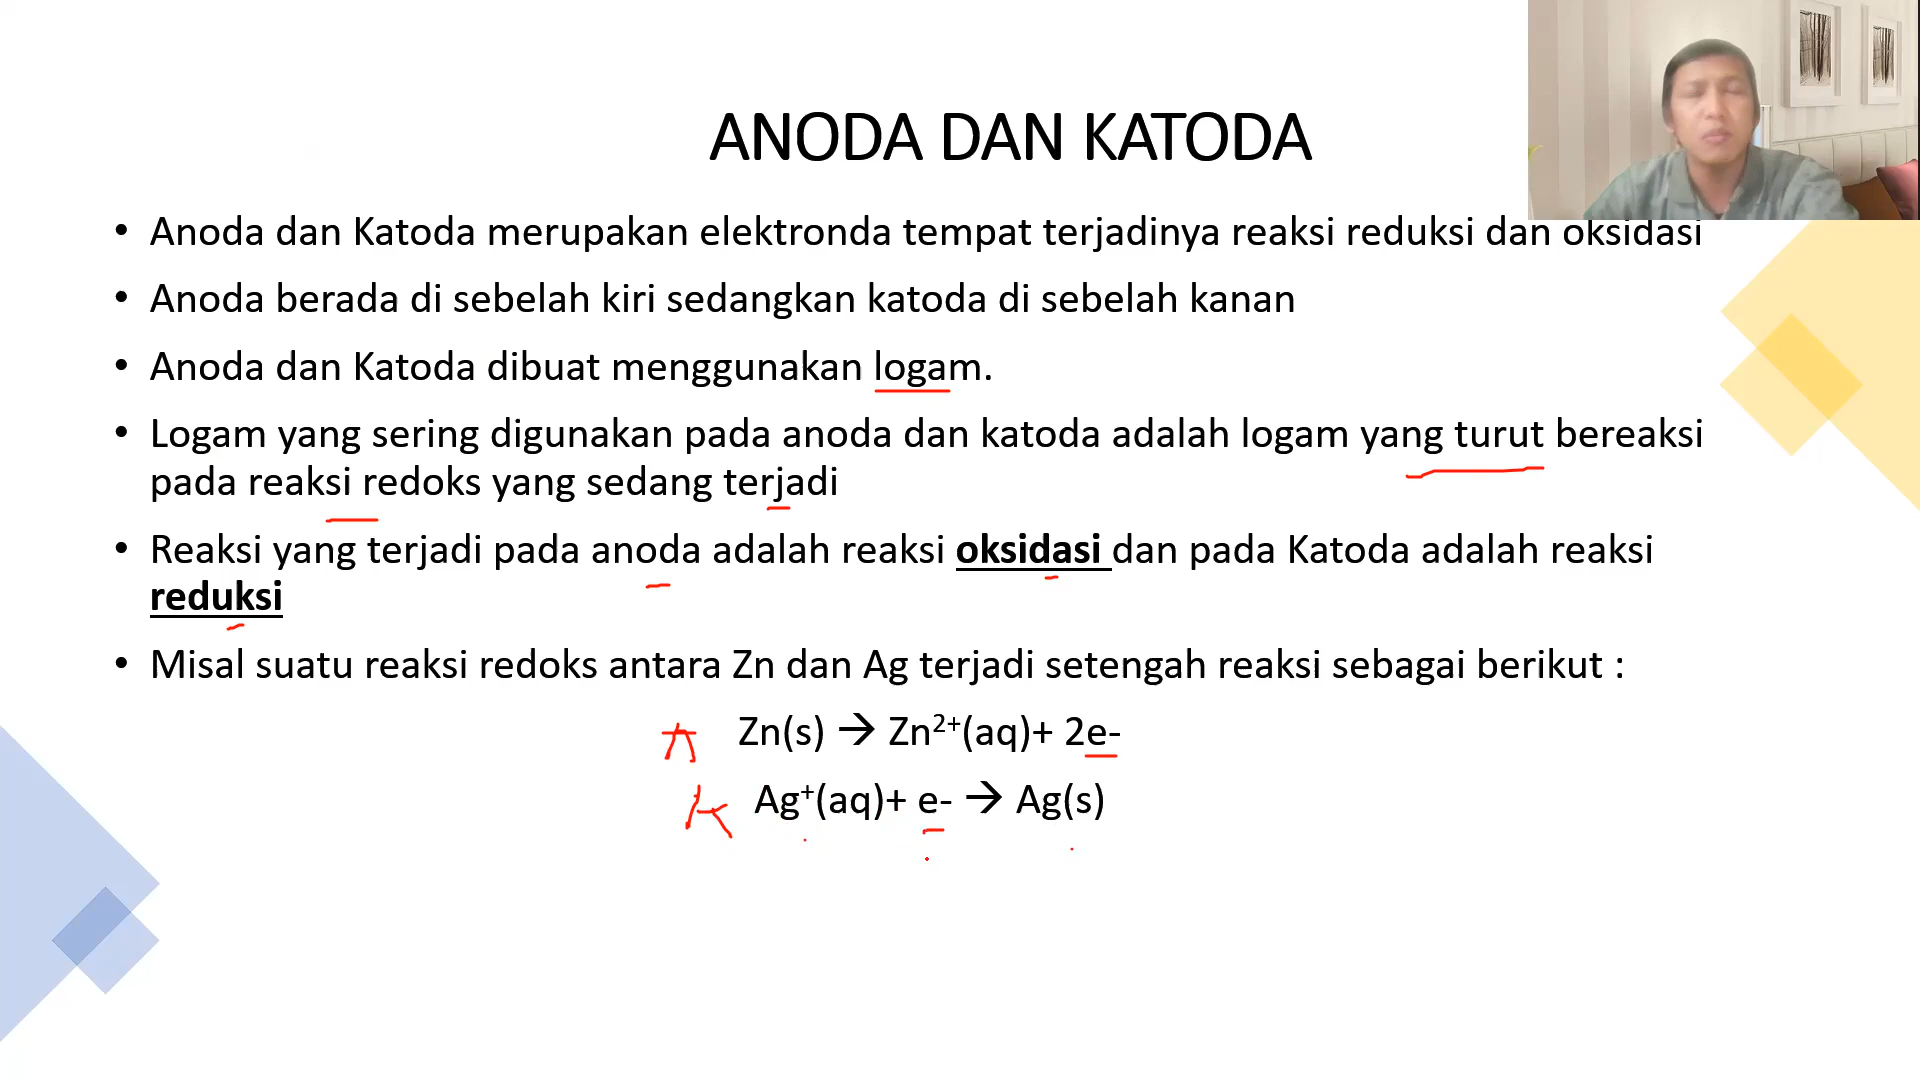 ANODA DAN KATODA
• Anoda dan Katoda merupakan elektronda tempat terjadinya reaksi reduksi dan oksidasi
• Anoda berada di sebelah kiri sedangkan katoda di sebelah kanan
• Anoda dan Katoda dibuat menggunakan logam.
• Logam yang sering digunakan pada anoda dan katoda adalah logam yang turut bereaksi
pada reaksi redoks yang sedang terjadi
• Reaksi yang terjadi pada anoda adalah reaksi oksidasi dan pada Katoda adalah reaksi
reduksi
• Misal suatu reaksi redoks antara Zn dan Ag terjadi setengah reaksi sebagai berikut :
A Zn(s) → Zn²⁺(aq)+ 2e-
K Ag⁺(aq)+ e- → Ag(s)